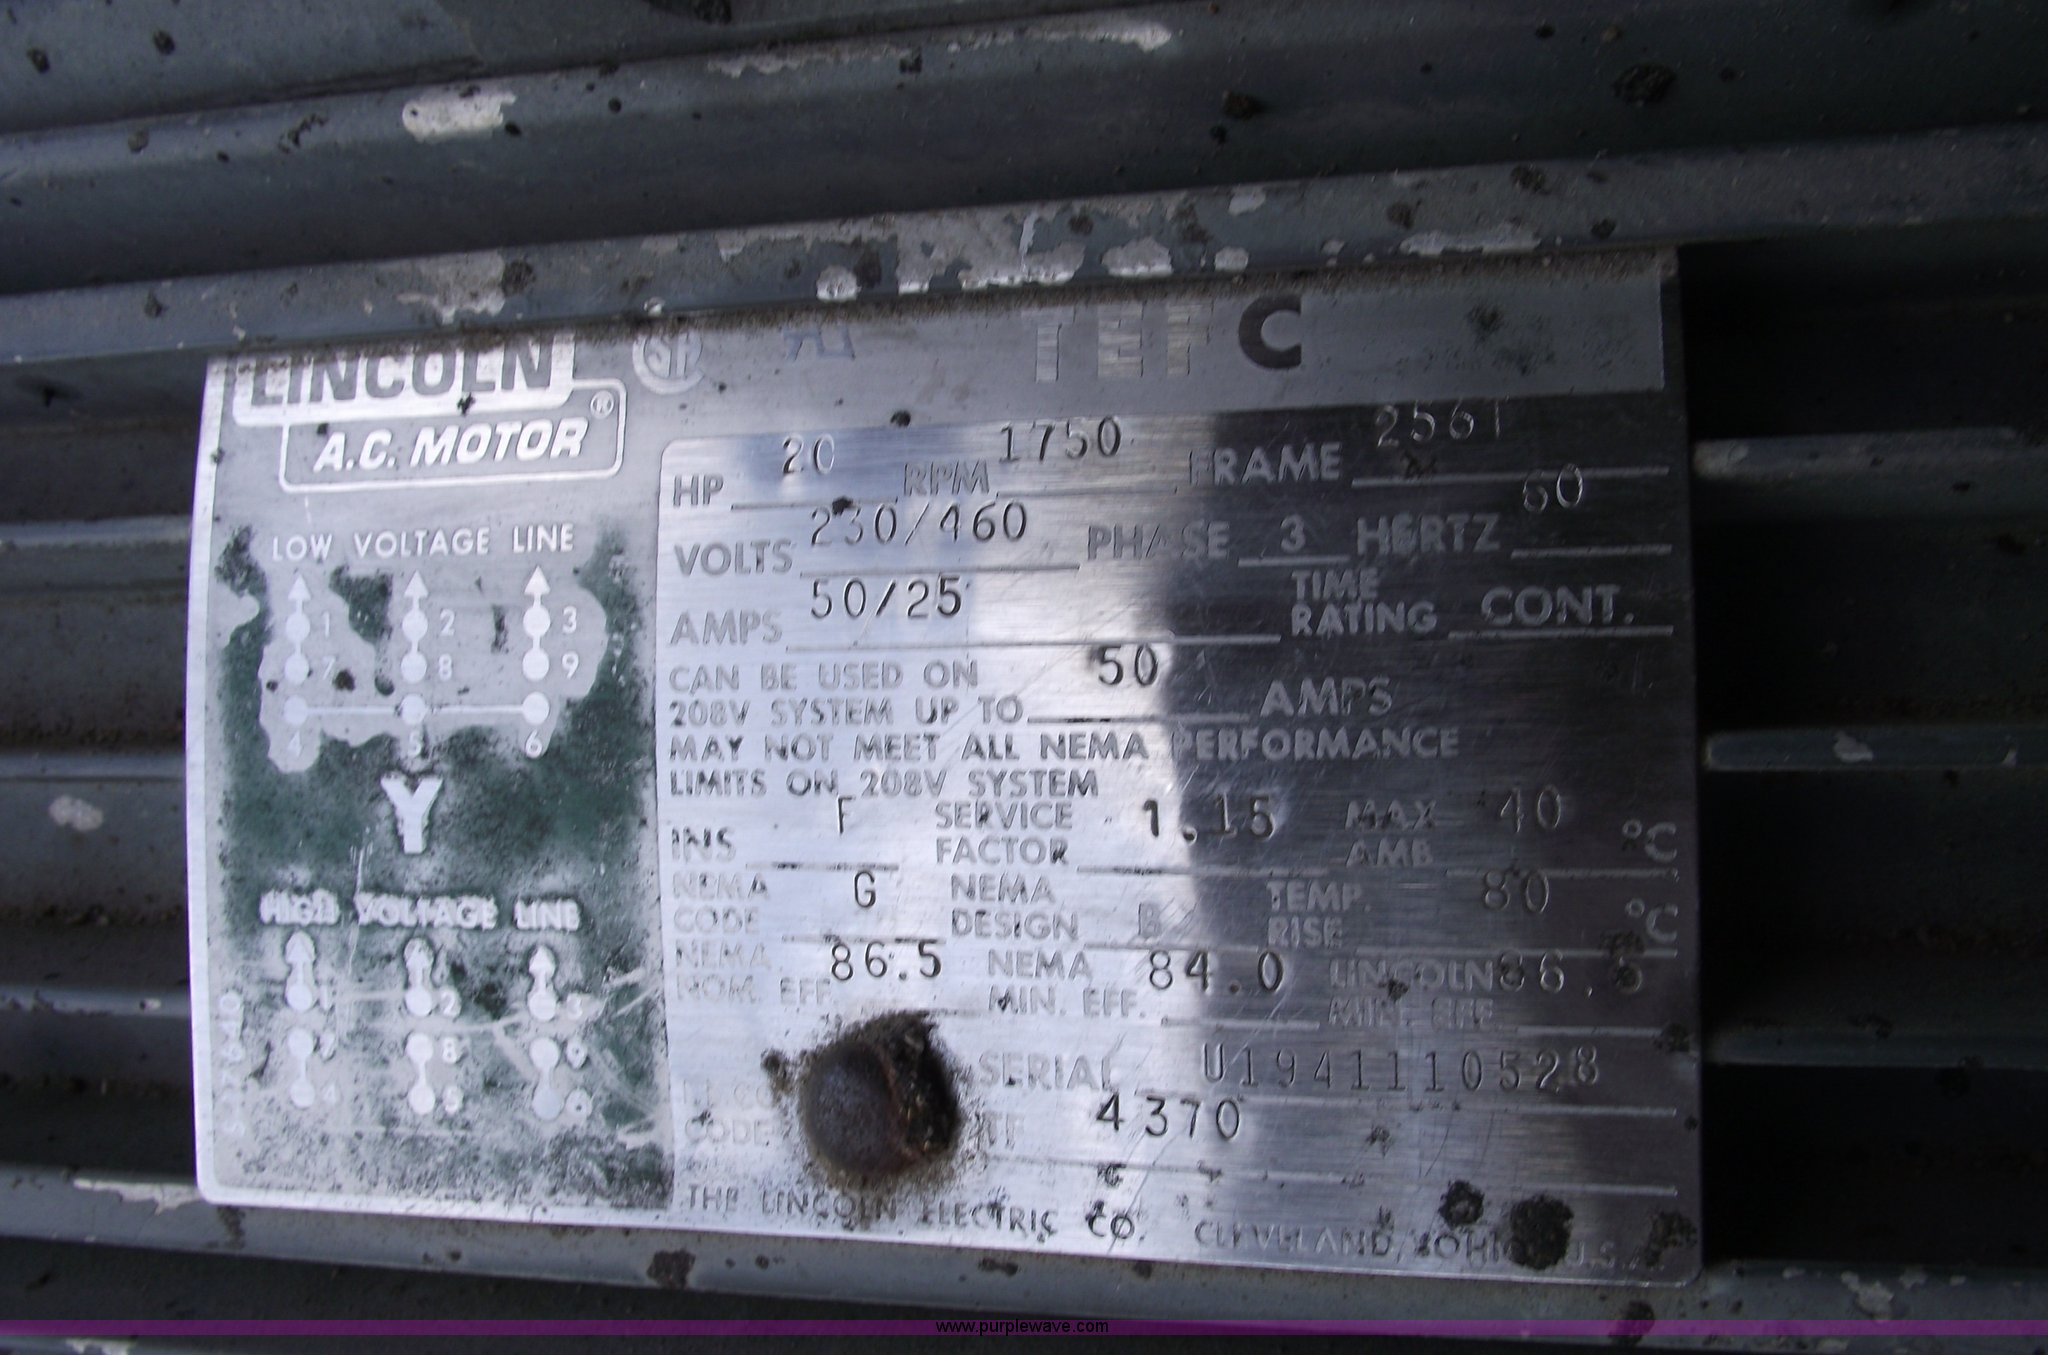 LINCOLN
A.C. MOTOR ®
TEFC
HP 20 RPM 1750 FRAME 256T
VOLTS 230/460 PHASE 3 HERTZ 60
AMPS 50/25 TIME RATING CONT.
CAN BE USED ON
208V SYSTEM UP TO 50 AMPS
MAY NOT MEET ALL NEMA PERFORMANCE
LIMITS ON 208V SYSTEM
INS F SERVICE FACTOR 1.15 MAX AMB 40 °C
NEMA CODE G NEMA DESIGN B TEMP. RISE 80 °C
NEMA NOM. EFF. 86.5 NEMA MIN. EFF. 84.0 LINCOLN MIN. EFF. 86.5
SERIAL U1941110528
CODE 4370
THE LINCOLN ELECTRIC CO. CLEVELAND, OHIO U.S.A.
LOW VOLTAGE LINE
1 2 3
7 8 9
4 5 6
Y
HIGH VOLTAGE LINE
1 2 3
7 8 9
4 5 6
www.purplewave.com